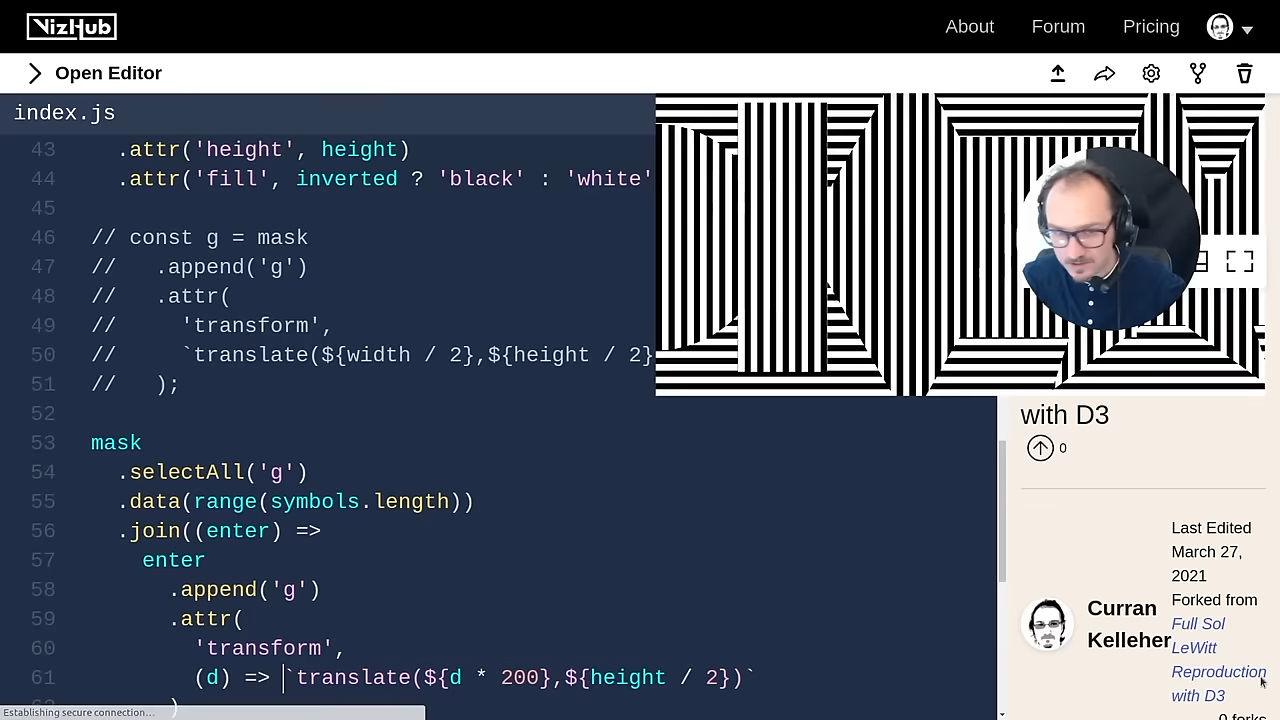 VizHub
About Forum Pricing
Open Editor
index.js
43 .attr('height', height)
44 .attr('fill', inverted ? 'black' : 'white'
45
46 // const g = mask
47 // .append('g')
48 // .attr(
49 // 'transform',
50 // `translate(${width / 2},${height / 2}
51 // );
52
53 mask
54 .selectAll('g')
55 .data(range(symbols.length))
56 .join((enter) =>
57 enter
58 .append('g')
59 .attr(
60 'transform',
61 (d) => `translate(${d * 200},${height / 2})`
62 )
with D3
0
Last Edited
March 27,
2021
Forked from
Full Sol
LeWitt
Reproduction
with D3
0 forks
Curran
Kelleher
Establishing secure connection...